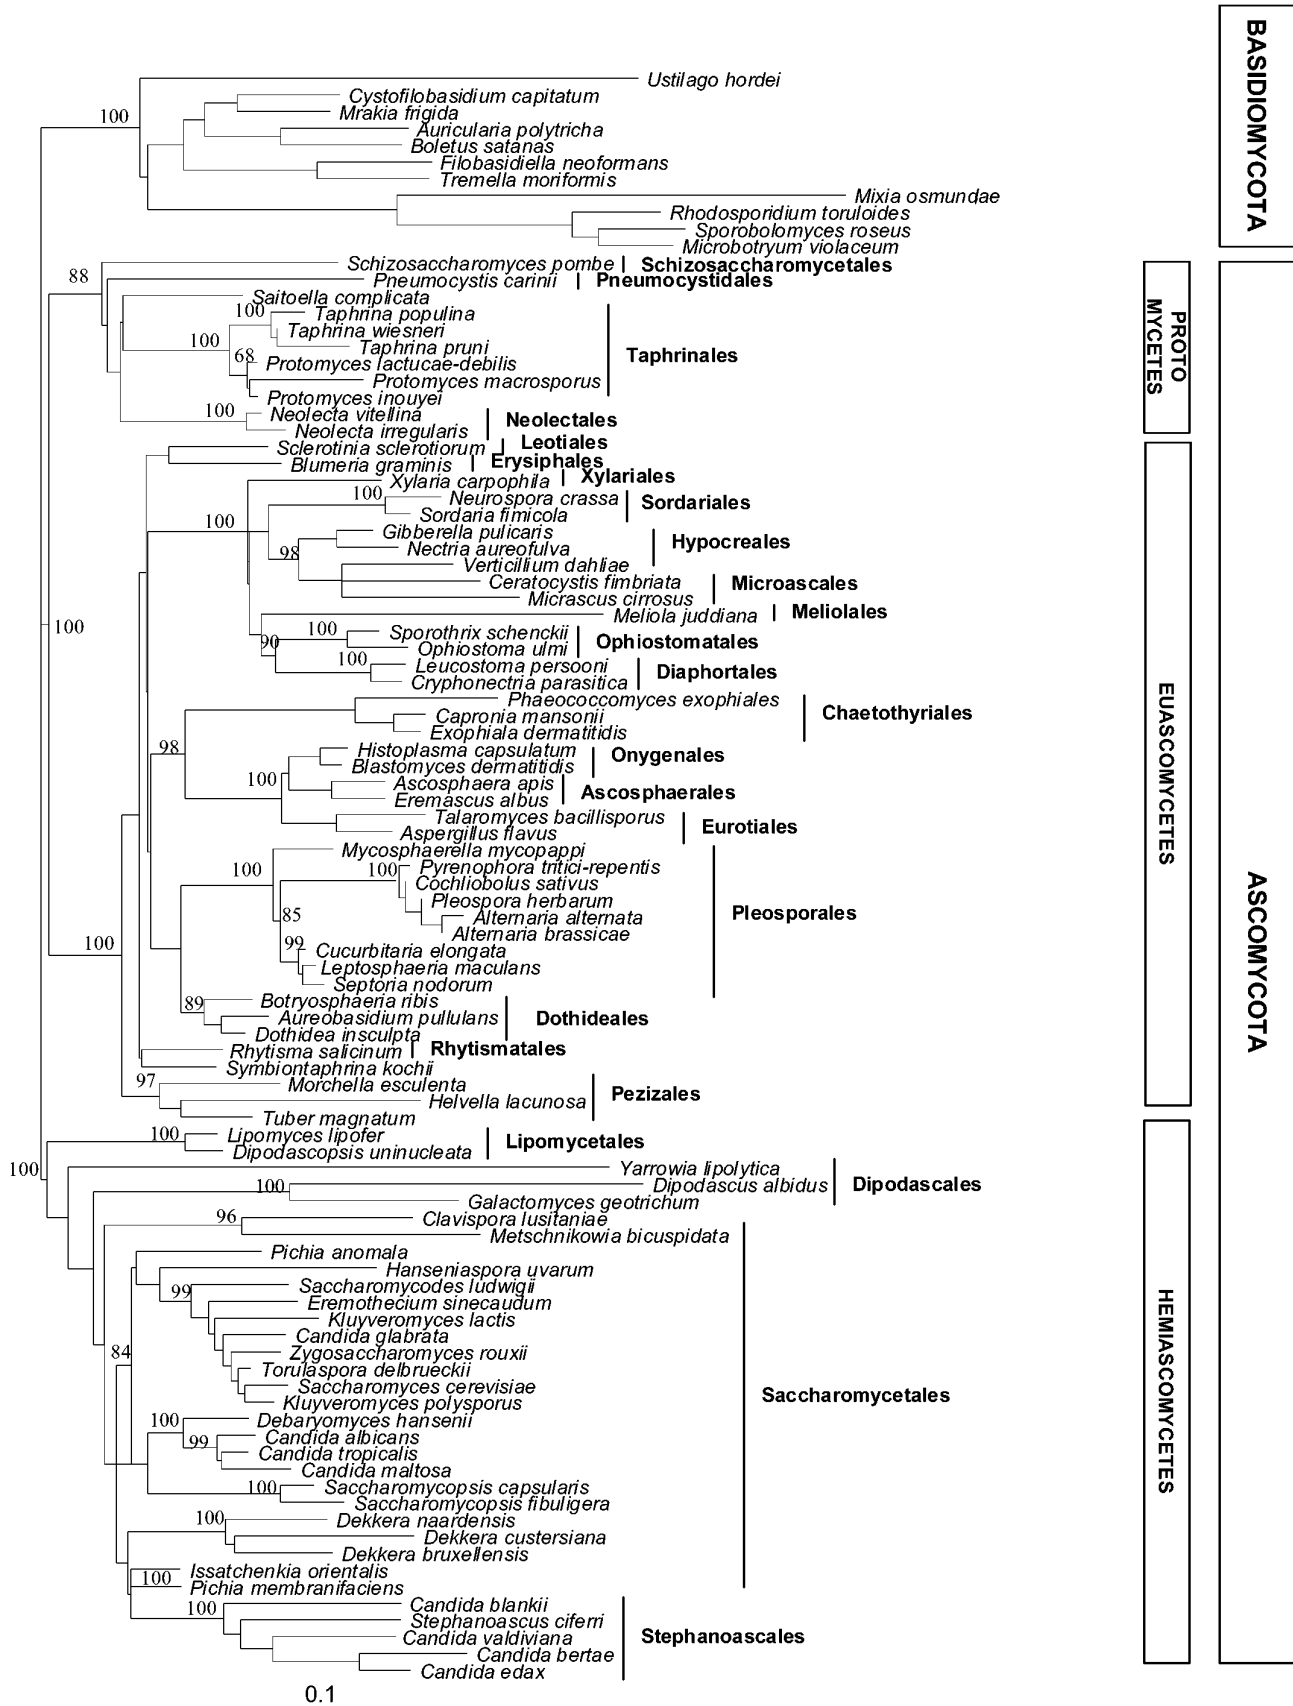 BASIDIOMYCOTA
Ustilago hordei
Cystofilobasidium capitatum
100
Mrakia frigida
Auricularia polytricha
Boletus satanas
Filobasidiella neoformans
Tremella moriformis
Mixia osmundae
Rhodosporidium toruloides
Sporobolomyces roseus
Microbotryum violaceum
Schizosaccharomyces pombe Schizosaccharomycetales
88
Pneumocystis carinii Pneumocystidales
Saitoella complicata
100 Taphrina populina
Taphrina wiesneri
100 Taphrina pruni
PROTO
MYCETES
Taphrinales
68 Protomyces lactucae-debilis
Protomyces macrosporus
Protomyces inouyei
100 Neolecta vitellina
Neolectales
Neolecta irregularis
Sclerotinia sclerotiorum Leotiales
Blumeria graminis Erysiphales
Xylaria carpophila Xylariales
100 Neurospora crassa
Sordariales
Sordaria fimicola
100
Gibberella pulicaris
Hypocreales
98 Nectria aureofulva
Verticillium dahliae
Ceratocystis fimbriata
Microascales
Micrascus cirrosus
Meliola juddiana Meliolales
100
100 Sporothrix schenckii
90
Ophiostomatales
Ophiostoma ulmi
100 Leucostoma persooni
Diaphortales
Cryphonectria parasitica
Phaeococcomyces exophiales
Capronia mansonii
Chaetothyriales
Exophiala dermatitidis
98
Histoplasma capsulatum
Onygenales
Blastomyces dermatitidis
100
Ascosphaera apis
Ascosphaerales
Eremascus albus
EUASCOMYCETES
Talaromyces bacillisporus
Eurotiales
Aspergillus flavus
Mycosphaerella mycopappi
100
100 Pyrenophora tritici-repentis
Cochliobolus sativus
Pleospora herbarum
Pleosporales
85
Alternaria alternata
Alternaria brassicae
ASCOMYCOTA
100
99
Cucurbitaria elongata
Leptosphaeria maculans
Septoria nodorum
89
Botryosphaeria ribis
Aureobasidium pullulans
Dothideales
Dothidea insculpta
Rhytisma salicinum Rhytismatales
Symbiontaphrina kochii
97
Morchella esculenta
Pezizales
Helvella lacunosa
Tuber magnatum
100 Lipomyces lipofer
Lipomycetales
Dipodascopsis uninucleata
100
Yarrowia lipolytica
100 Dipodascus albidus
Dipodascales
Galactomyces geotrichum
96 Clavispora lusitaniae
Metschnikowia bicuspidata
Pichia anomala
Hanseniaspora uvarum
99 Saccharomycodes ludwigii
Eremothecium sinecaudum
Kluyveromyces lactis
84
Candida glabrata
Zygosaccharomyces rouxii
Torulaspora delbrueckii
Saccharomyces cerevisiae
Saccharomycetales
Kluyveromyces polysporus
HEMIASCOMYCETES
100 Debaryomyces hansenii
99 Candida albicans
Candida tropicalis
Candida maltosa
100 Saccharomycopsis capsularis
Saccharomycopsis fibuligera
100 Dekkera naardensis
Dekkera custersiana
Dekkera bruxellensis
Issatchenkia orientalis
100
Pichia membranifaciens
100 Candida blankii
Stephanoascus ciferri
Candida valdiviana
Stephanoascales
Candida bertae
Candida edax
0.1